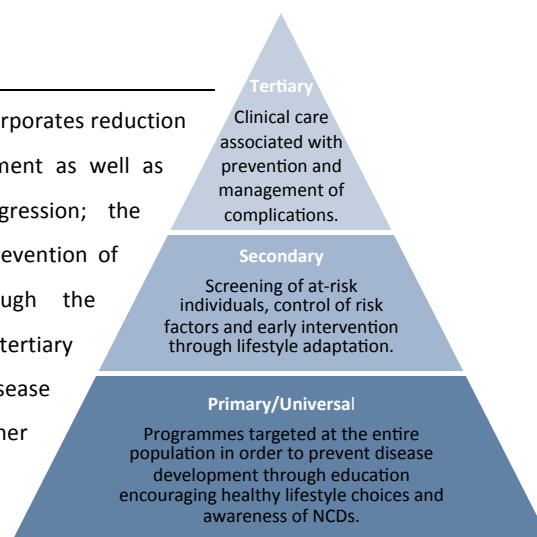 rporates reduction
ment as well as
gression; the
revention of
ugh the
tertiary
sease
ner
Tertiary
Clinical care
associated with
prevention and
management of
complications.
Secondary
Screening of at-risk
individuals, control of risk
factors and early intervention
through lifestyle adaptation.
Primary/Universal
Programmes targeted at the entire
population in order to prevent disease
development through education
encouraging healthy lifestyle choices and
awareness of NCDs.